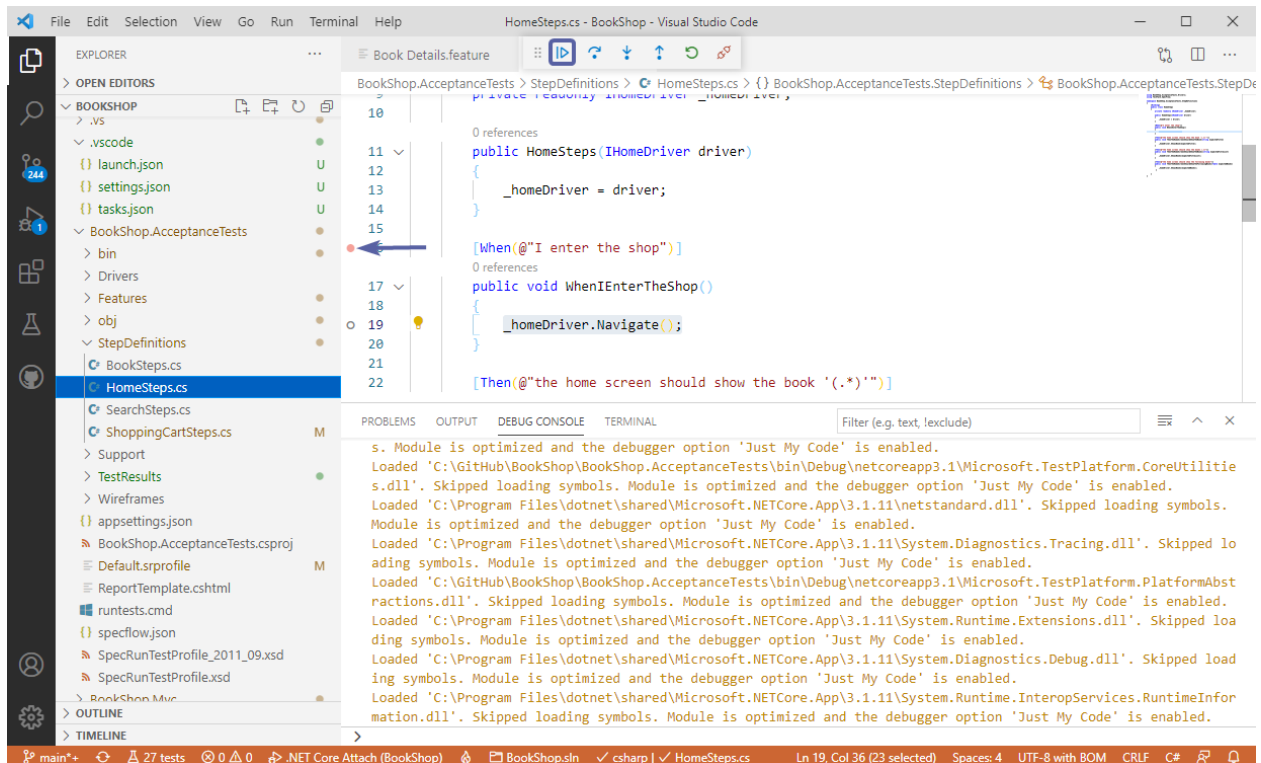 File Edit Selection View Go Run Terminal Help HomeSteps.cs - BookShop - Visual Studio Code
EXPLORER
OPEN EDITORS
BOOKSHOP
.vs
.vscode
{} launch.json U
{} settings.json U
{} tasks.json U
BookShop.AcceptanceTests
bin
Drivers
Features
obj
StepDefinitions
BookSteps.cs
HomeSteps.cs
SearchSteps.cs
ShoppingCartSteps.cs M
Support
TestResults
Wireframes
{} appsettings.json
BookShop.AcceptanceTests.csproj
Default.srprofile M
ReportTemplate.cshtml
runtests.cmd
{} specflow.json
SpecRunTestProfile_2011_09.xsd
SpecRunTestProfile.xsd
BookShop.Mvc
OUTLINE
TIMELINE
244
1
Book Details.feature
BookShop.AcceptanceTests > StepDefinitions > HomeSteps.cs > {} BookShop.AcceptanceTests.StepDefinitions > BookShop.AcceptanceTests.StepDe
9 private readonly IHomeDriver _homeDriver;
10
0 references
11 public HomeSteps(IHomeDriver driver)
12 {
13 _homeDriver = driver;
14 }
15
[When(@"I enter the shop")]
0 references
17 public void WhenIEnterTheShop()
18 {
19 _homeDriver.Navigate();
20 }
21
22 [Then(@"the home screen should show the book '(.*)'")]
PROBLEMS OUTPUT DEBUG CONSOLE TERMINAL Filter (e.g. text, !exclude)
s. Module is optimized and the debugger option 'Just My Code' is enabled.
Loaded 'C:\GitHub\BookShop\BookShop.AcceptanceTests\bin\Debug\netcoreapp3.1\Microsoft.TestPlatform.CoreUtilitie
s.dll'. Skipped loading symbols. Module is optimized and the debugger option 'Just My Code' is enabled.
Loaded 'C:\Program Files\dotnet\shared\Microsoft.NETCore.App\3.1.11\netstandard.dll'. Skipped loading symbols.
Module is optimized and the debugger option 'Just My Code' is enabled.
Loaded 'C:\Program Files\dotnet\shared\Microsoft.NETCore.App\3.1.11\System.Diagnostics.Tracing.dll'. Skipped lo
ading symbols. Module is optimized and the debugger option 'Just My Code' is enabled.
Loaded 'C:\GitHub\BookShop\BookShop.AcceptanceTests\bin\Debug\netcoreapp3.1\Microsoft.TestPlatform.PlatformAbst
ractions.dll'. Skipped loading symbols. Module is optimized and the debugger option 'Just My Code' is enabled.
Loaded 'C:\Program Files\dotnet\shared\Microsoft.NETCore.App\3.1.11\System.Runtime.Extensions.dll'. Skipped loa
ding symbols. Module is optimized and the debugger option 'Just My Code' is enabled.
Loaded 'C:\Program Files\dotnet\shared\Microsoft.NETCore.App\3.1.11\System.Diagnostics.Debug.dll'. Skipped load
ing symbols. Module is optimized and the debugger option 'Just My Code' is enabled.
Loaded 'C:\Program Files\dotnet\shared\Microsoft.NETCore.App\3.1.11\System.Runtime.InteropServices.RuntimeInfor
mation.dll'. Skipped loading symbols. Module is optimized and the debugger option 'Just My Code' is enabled.
>
main*+ 27 tests 0 0 .NET Core Attach (BookShop) BookShop.sln csharp | HomeSteps.cs Ln 19, Col 36 (23 selected) Spaces: 4 UTF-8 with BOM CRLF C#